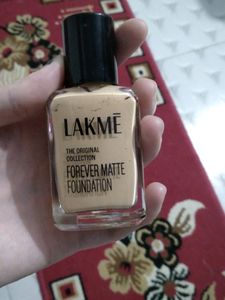 LAKMĒ
THE ORIGINAL
COLLECTION
FOREVER MATTE
FOUNDATION